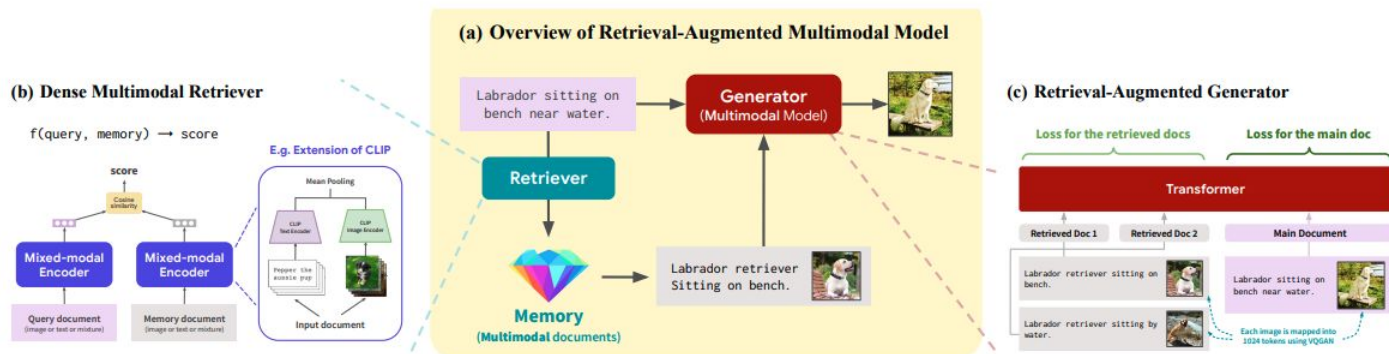 (a) Overview of Retrieval-Augmented Multimodal Model
Labrador sitting on
bench near water.
Generator
(Multimodal Model)
Retriever
Memory
(Multimodal documents)
Labrador retriever
Sitting on bench.
(b) Dense Multimodal Retriever
f(query, memory) → score
score
Cosine
similarity
Mixed-modal
Encoder
Mixed-modal
Encoder
Query document
(image or text or mixture)
Memory document
(image or text or mixture)
E.g. Extension of CLIP
Mean Pooling
CLIP
Text Encoder
CLIP
Image Encoder
Pepper the
aussie pup
Input document
(c) Retrieval-Augmented Generator
Loss for the retrieved docs
Loss for the main doc
Transformer
Retrieved Doc 1
Retrieved Doc 2
Main Document
Labrador retriever sitting on
bench.
Labrador retriever sitting by
water.
Labrador sitting on
bench near water.
Each image is mapped into
1024 tokens using VQGAN